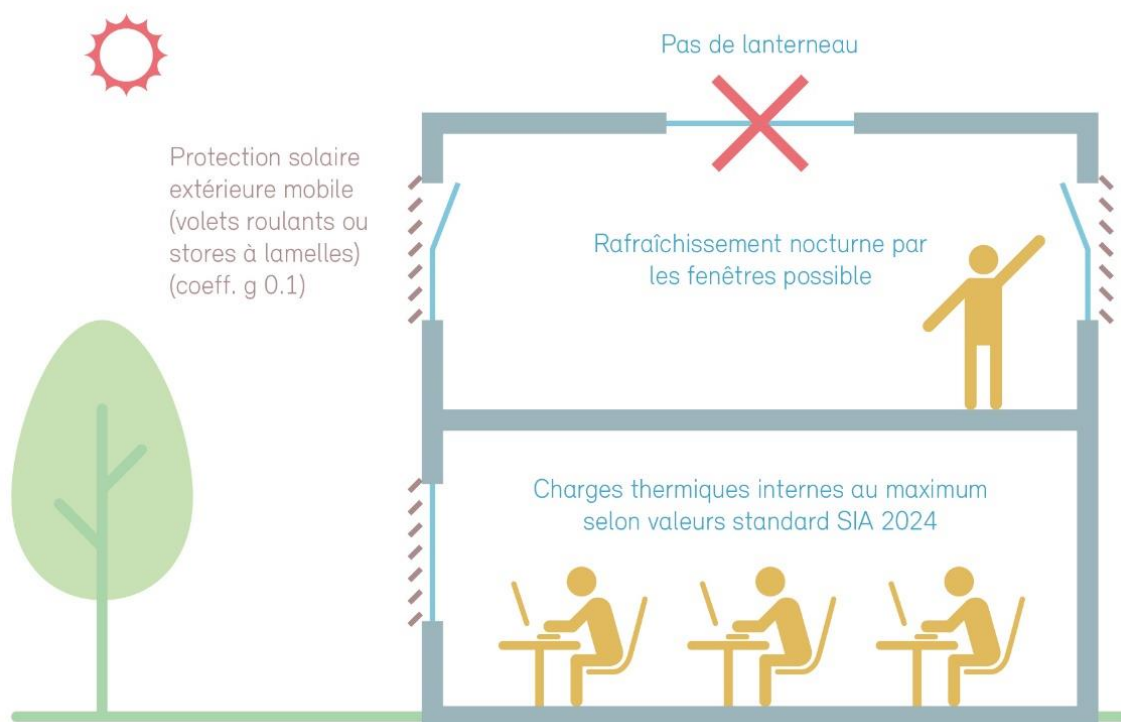 Pas de lanterneau
Protection solaire
extérieure mobile
(volets roulants ou
stores à lamelles)
(coeff. g 0.1)
Rafraîchissement nocturne par
les fenêtres possible
Charges thermiques internes au maximum
selon valeurs standard SIA 2024